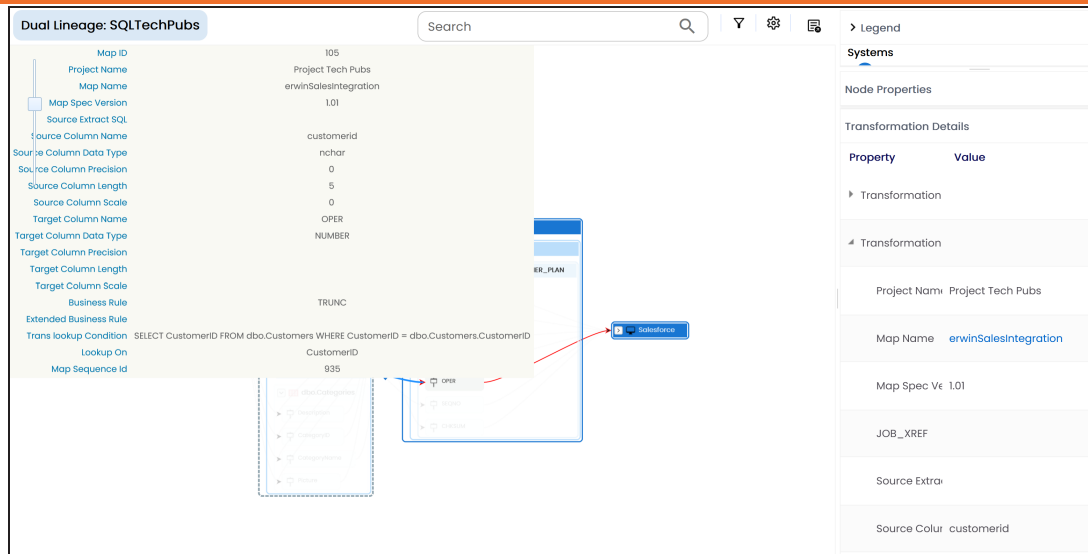 Dual Lineage: SQLTechPubs
Search
Map ID 105
Project Name Project Tech Pubs
Map Name erwinSalesIntegration
Map Spec Version 1.01
Source Extract SQL
Source Column Name customerid
Source Column Data Type nchar
Source Column Precision 0
Source Column Length 5
Source Column Scale 0
Target Column Name OPER
Target Column Data Type NUMBER
Target Column Precision
Target Column Length
Target Column Scale
Business Rule TRUNC
Extended Business Rule
Trans lookup Condition SELECT CustomerID FROM dbo.Customers WHERE CustomerID = dbo.Customers.CustomerID
Lookup On CustomerID
Map Sequence Id 935
ER_PLAN
Salesforce
OPER
dbo.Categories
Description
CategoryID
CategoryName
Picture
Legend
Systems
Node Properties
Transformation Details
Property Value
Transformation
Transformation
Project Name Project Tech Pubs
Map Name erwinSalesIntegration
Map Spec Ve 1.01
JOB_XREF
Source Extra
Source Colur customerid